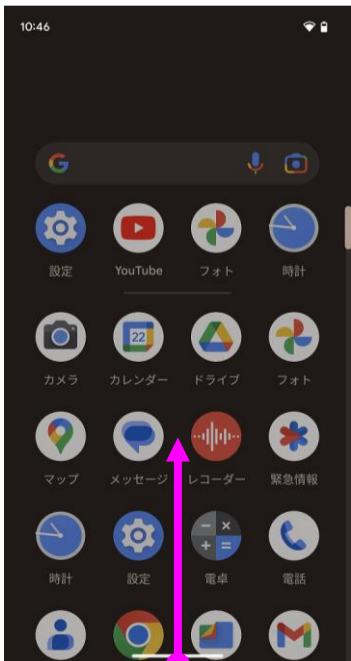 10:46
設定 YouTube フォト 時計
カメラ カレンダー ドライブ フォト
マップ メッセージ レコーダー 緊急情報
時計 設定 電卓 電話